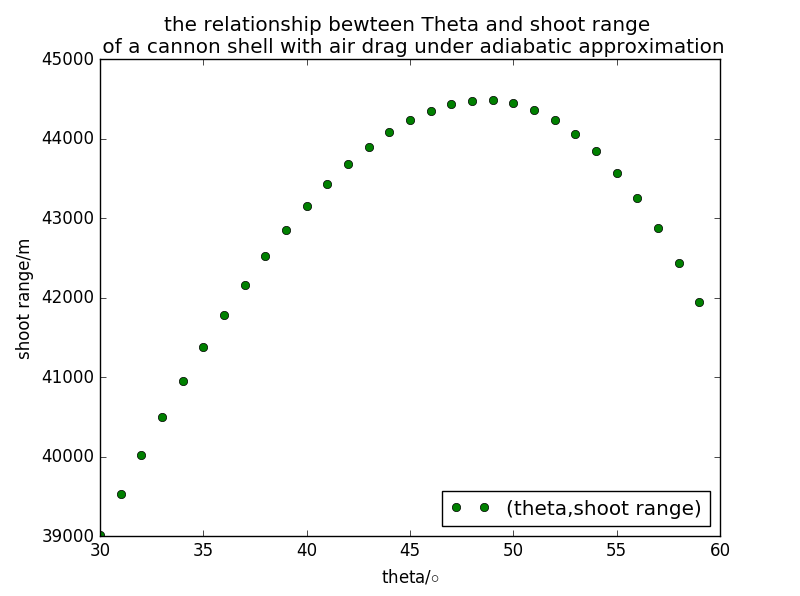 the relationship bewteen Theta and shoot range
of a cannon shell with air drag under adiabatic approximation
45000
44000
43000
42000
41000
40000
39000
shoot range/m
(theta,shoot range)
30
35
40
45
50
55
60
theta/○